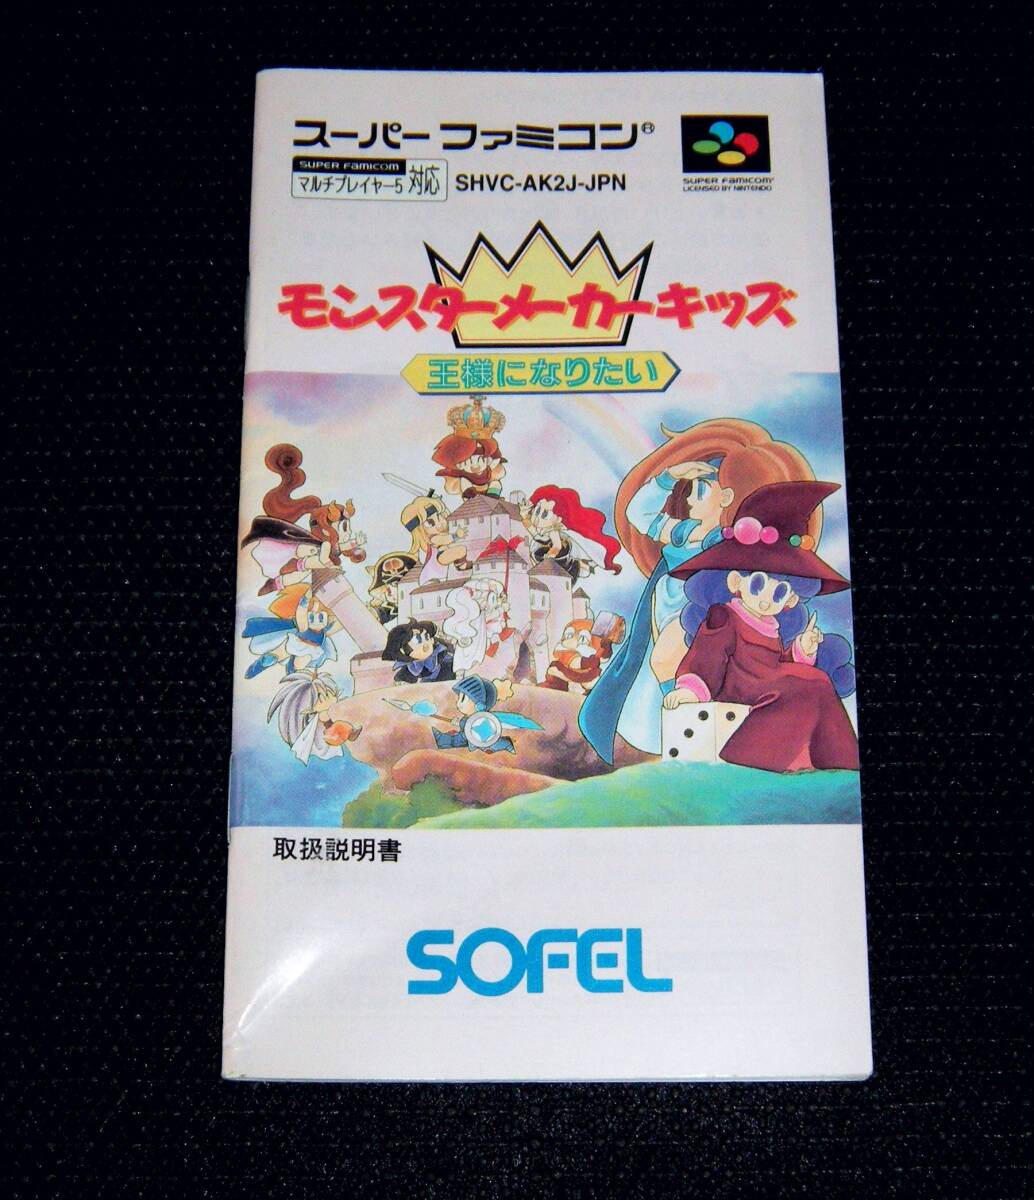 スーパーファミコン®
SUPER FAMICOM
マルチプレイヤー5 対応
SHVC-AK2J-JPN
SUPER FAMICOM
LICENSED BY NINTENDO
モンスターメーカーキッズ
王様になりたい
取扱説明書
SOFEL